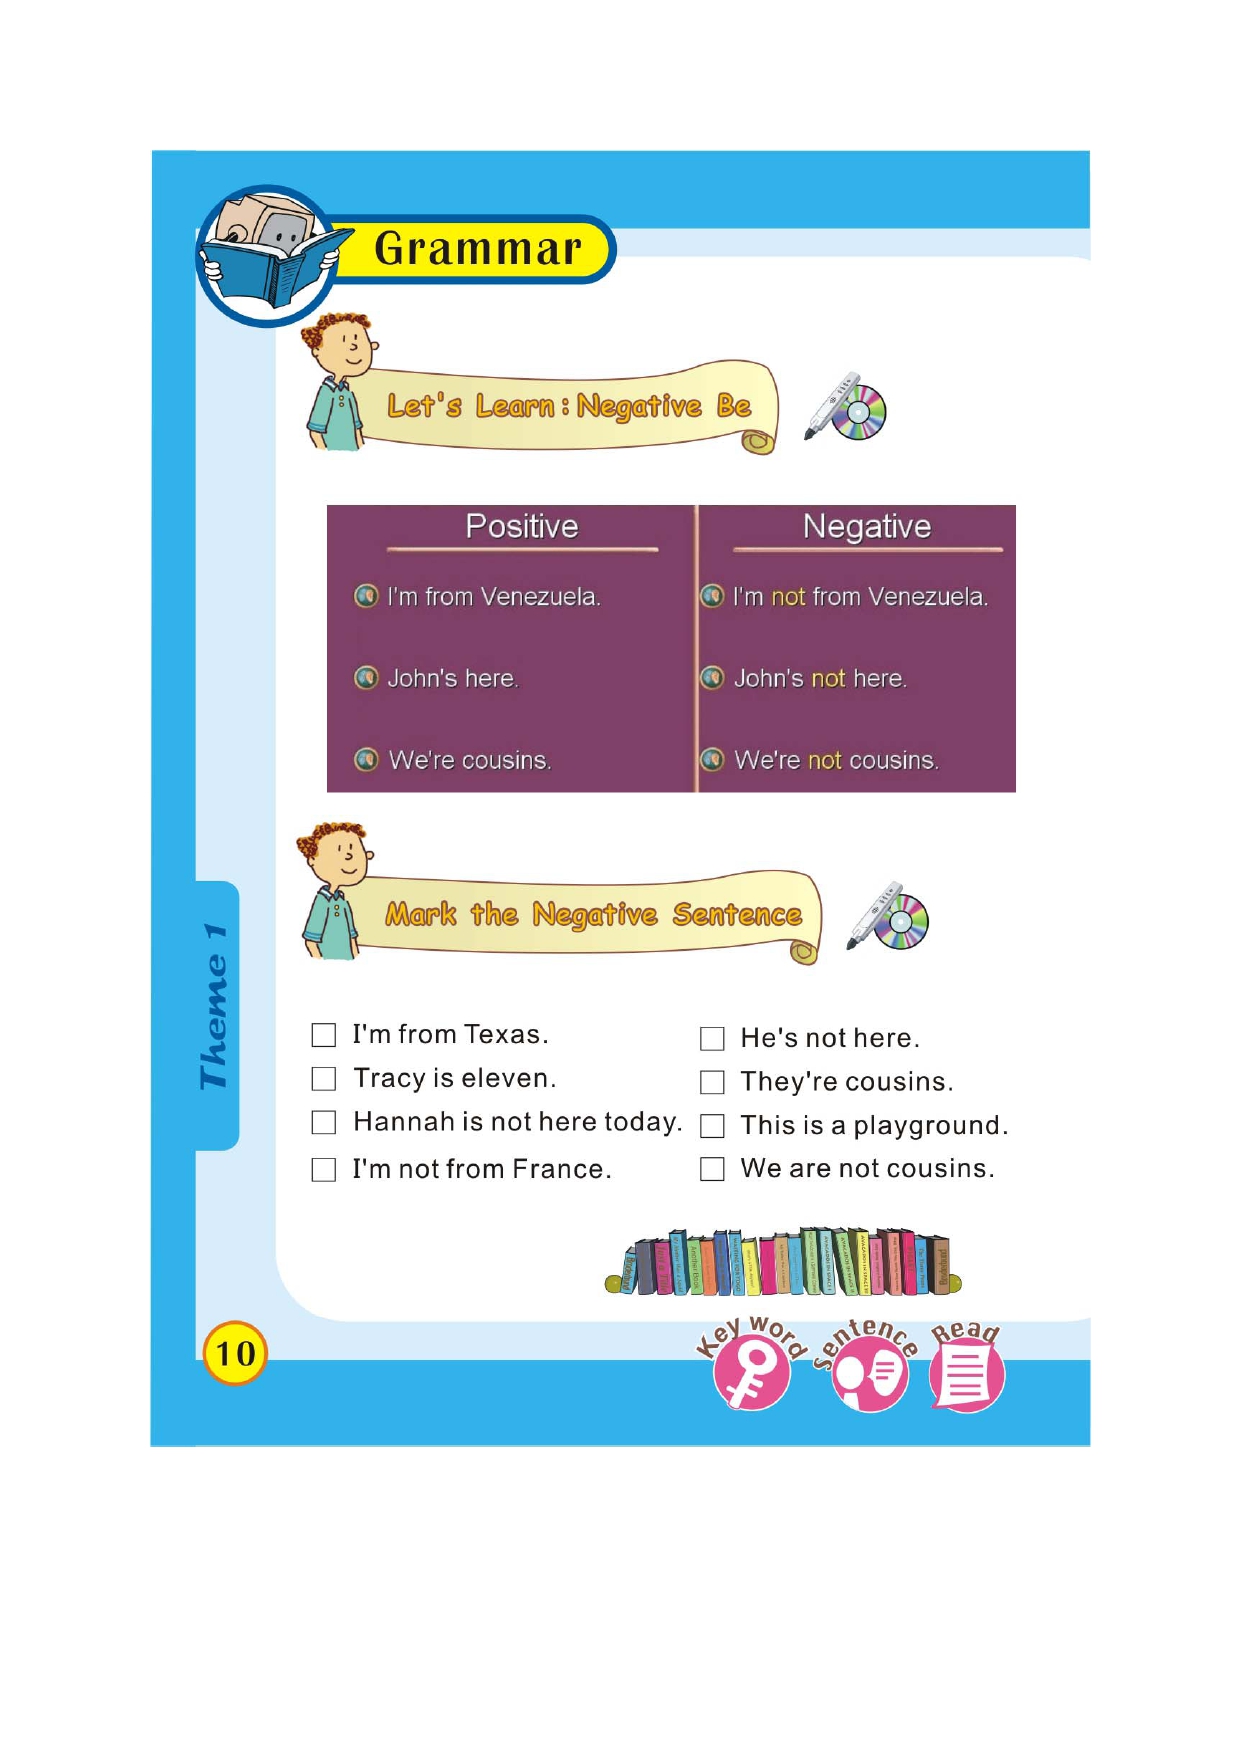 Grammar
Let's Learn : Negative Be
Positive
Negative
I'm from Venezuela.
I'm not from Venezuela.
John's here.
John's not here.
We're cousins.
We're not cousins.
Mark the Negative Sentence
Theme 1
I'm from Texas.
He's not here.
Tracy is eleven.
They're cousins.
Hannah is not here today.
This is a playground.
I'm not from France.
We are not cousins.
10
Key word
Sentence
Read